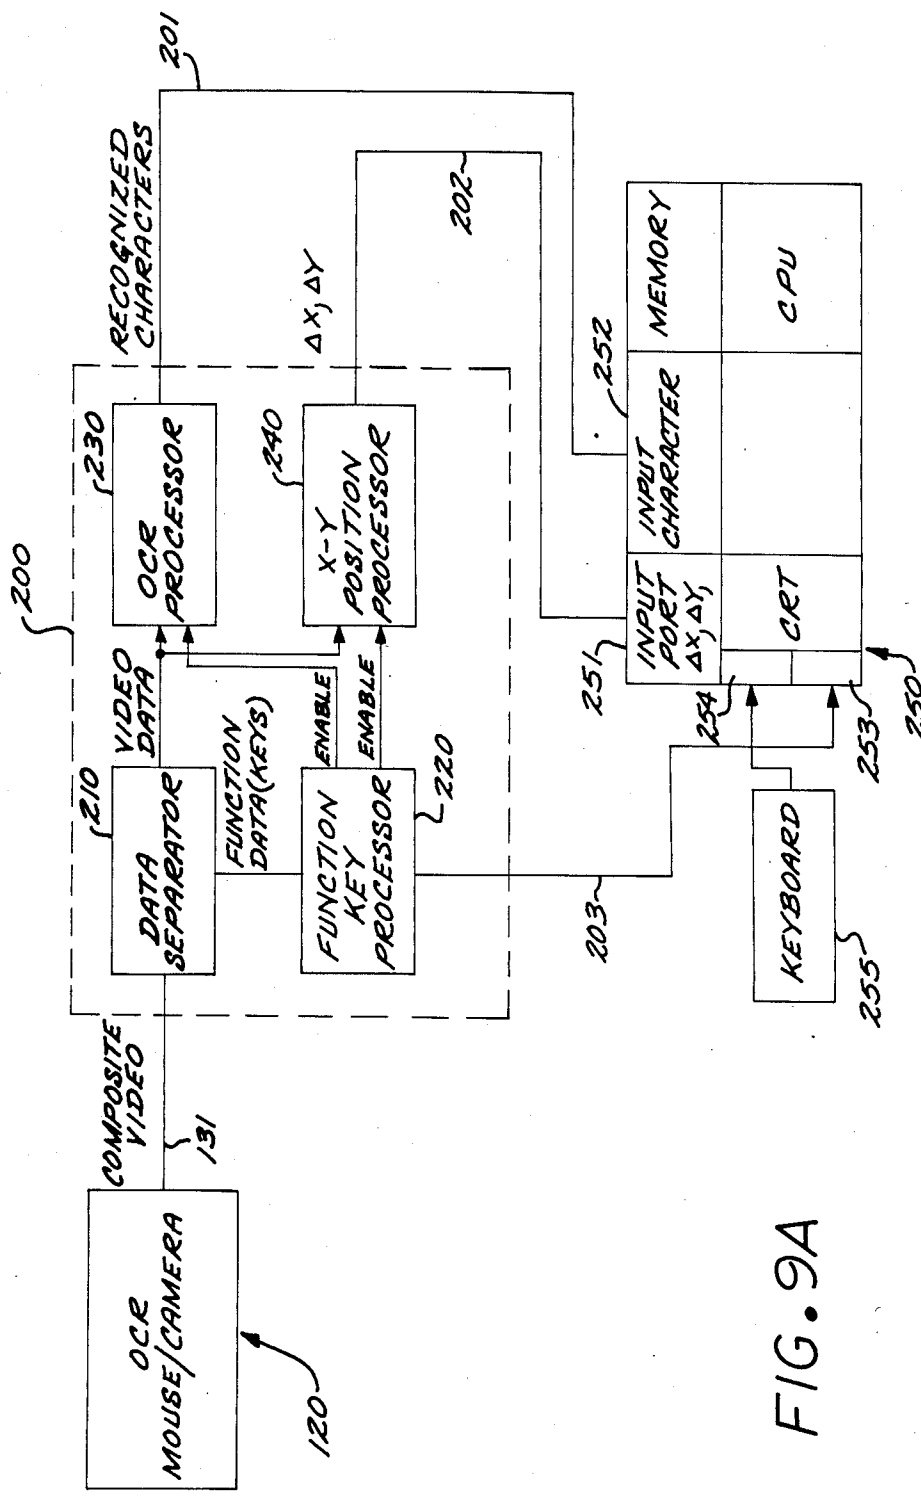 200
201
RECOGNIZED
CHARACTERS
230
OCR
PROCESSOR
VIDEO
DATA
210
DATA
SEPARATOR
COMPOSITE
VIDEO
131
OCR
MOUSE/CAMERA
120
ΔX, ΔY
202
240
X-Y
POSITION
PROCESSOR
ENABLE
ENABLE
FUNCTION
DATA(KEYS)
220
FUNCTION
KEY
PROCESSOR
203
252
251
INPUT
PORT
ΔX, ΔY,
INPUT
CHARACTER
MEMORY
254
CRT
CPU
253
250
KEYBOARD
255
FIG. 9A